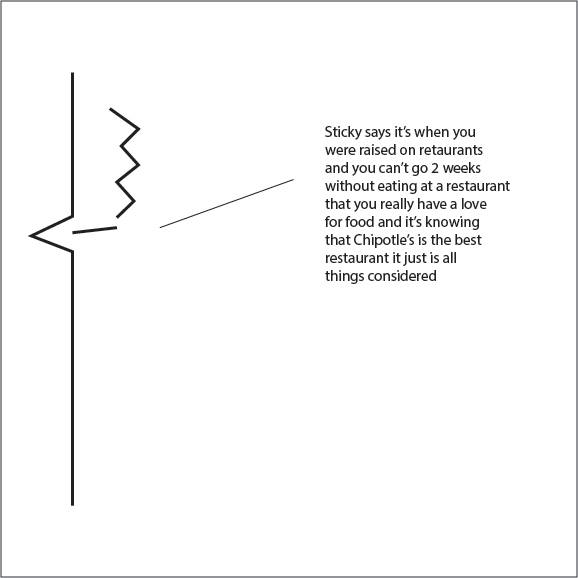 Sticky says it’s when you
were raised on retaurants
and you can’t go 2 weeks
without eating at a restaurant
that you really have a love
for food and it’s knowing
that Chipotle’s is the best
restaurant it just is all
things considered